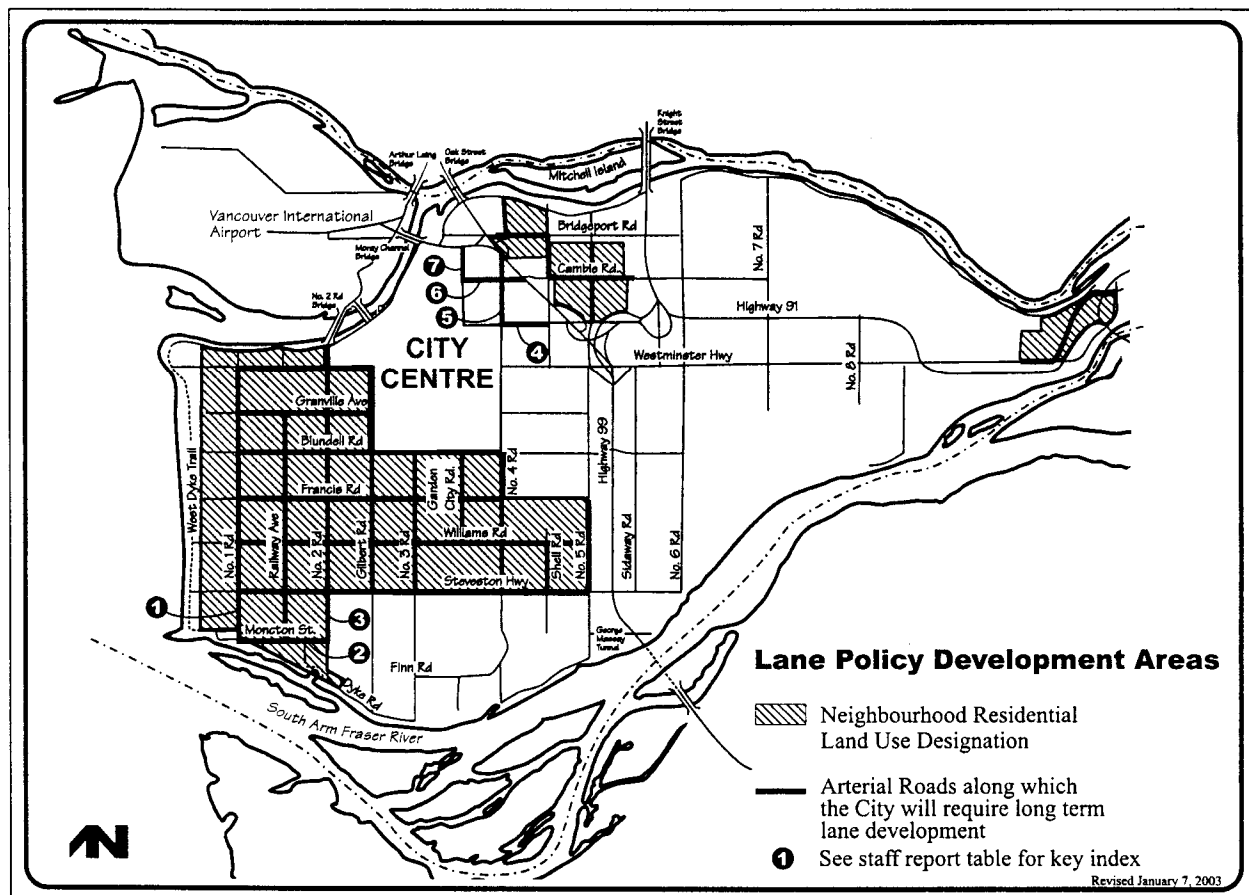 Knight
Street
Bridge
Arthur Laing
Bridge
Oak Street
Bridge
Mitchell Island
Vancouver International
Airport
Bridgeport Rd
Moray Channel
Bridge
No. 7 Rd
7
Cambie Rd.
6
No. 2 Rd
Bridge
5
Highway 91
4
CITY
CENTRE
Westminster Hwy
No. 8 Rd
Granville Ave
Blundell Rd
West Dyke Trail
Francis Rd
Garden
City Rd.
No. 4 Rd
Highway 99
No. 1 Rd
Railway Ave
No. 2 Rd
Gilbert Rd
No. 3 Rd
Williams Rd
Shell Rd
No. 5 Rd
Sidaway Rd
No. 6 Rd
Steveston Hwy
1
3
Moncton St.
2
George
Massey
Tunnel
Finn Rd
Dyke Rd
South Arm Fraser River
Lane Policy Development Areas
Neighbourhood Residential
Land Use Designation
Arterial Roads along which
the City will require long term
lane development
1 See staff report table for key index
N
Revised January 7, 2003